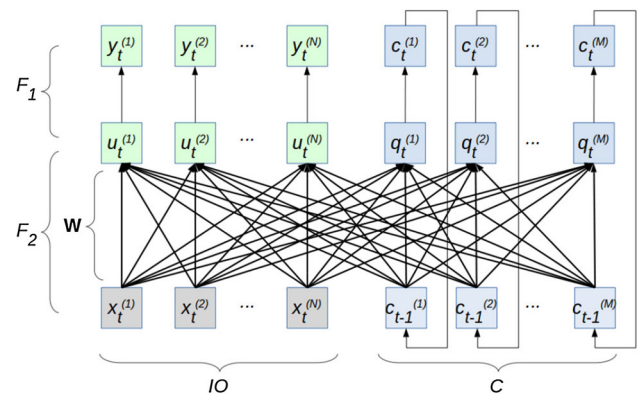 y_t^(1) y_t^(2) ... y_t^(N) c_t^(1) c_t^(2) ... c_t^(M)
F_1
u_t^(1) u_t^(2) ... u_t^(N) q_t^(1) q_t^(2) ... q_t^(M)
F_2 W
x_t^(1) x_t^(2) ... x_t^(N) c_t-1^(1) c_t-1^(2) ... c_t-1^(M)
IO C